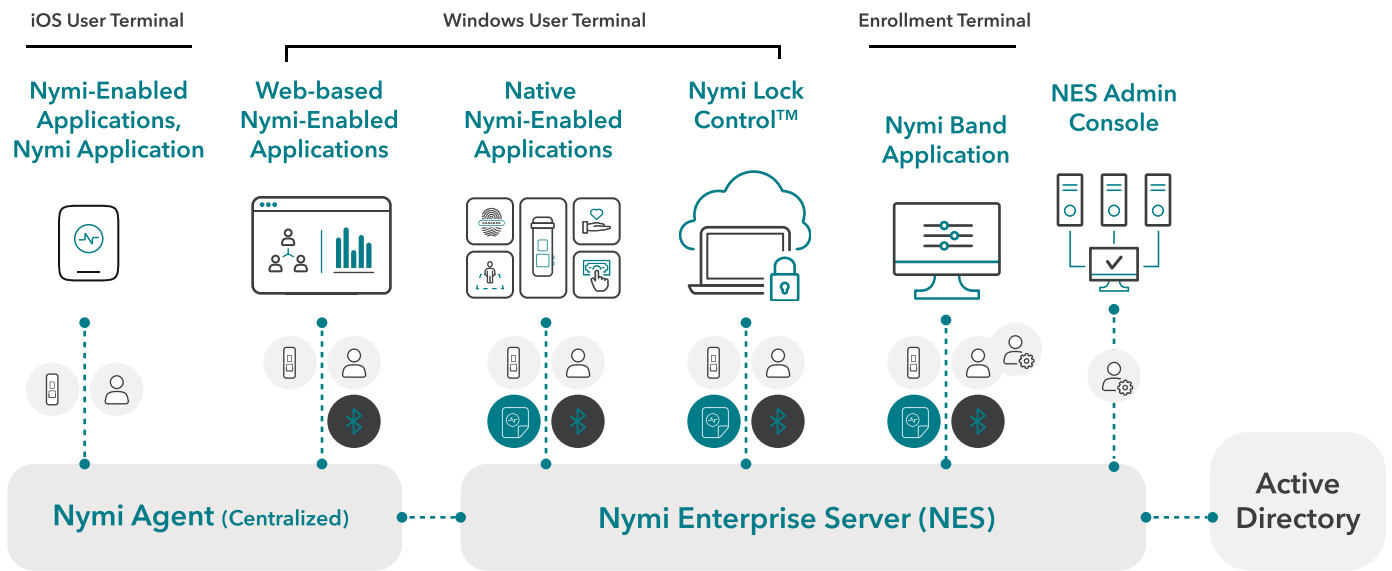 iOS User Terminal
Windows User Terminal
Enrollment Terminal
Nymi-Enabled
Applications,
Nymi Application
Web-based
Nymi-Enabled
Applications
Native
Nymi-Enabled
Applications
Nymi Lock
Control™
Nymi Band
Application
NES Admin
Console
Nymi Agent (Centralized)
Nymi Enterprise Server (NES)
Active
Directory